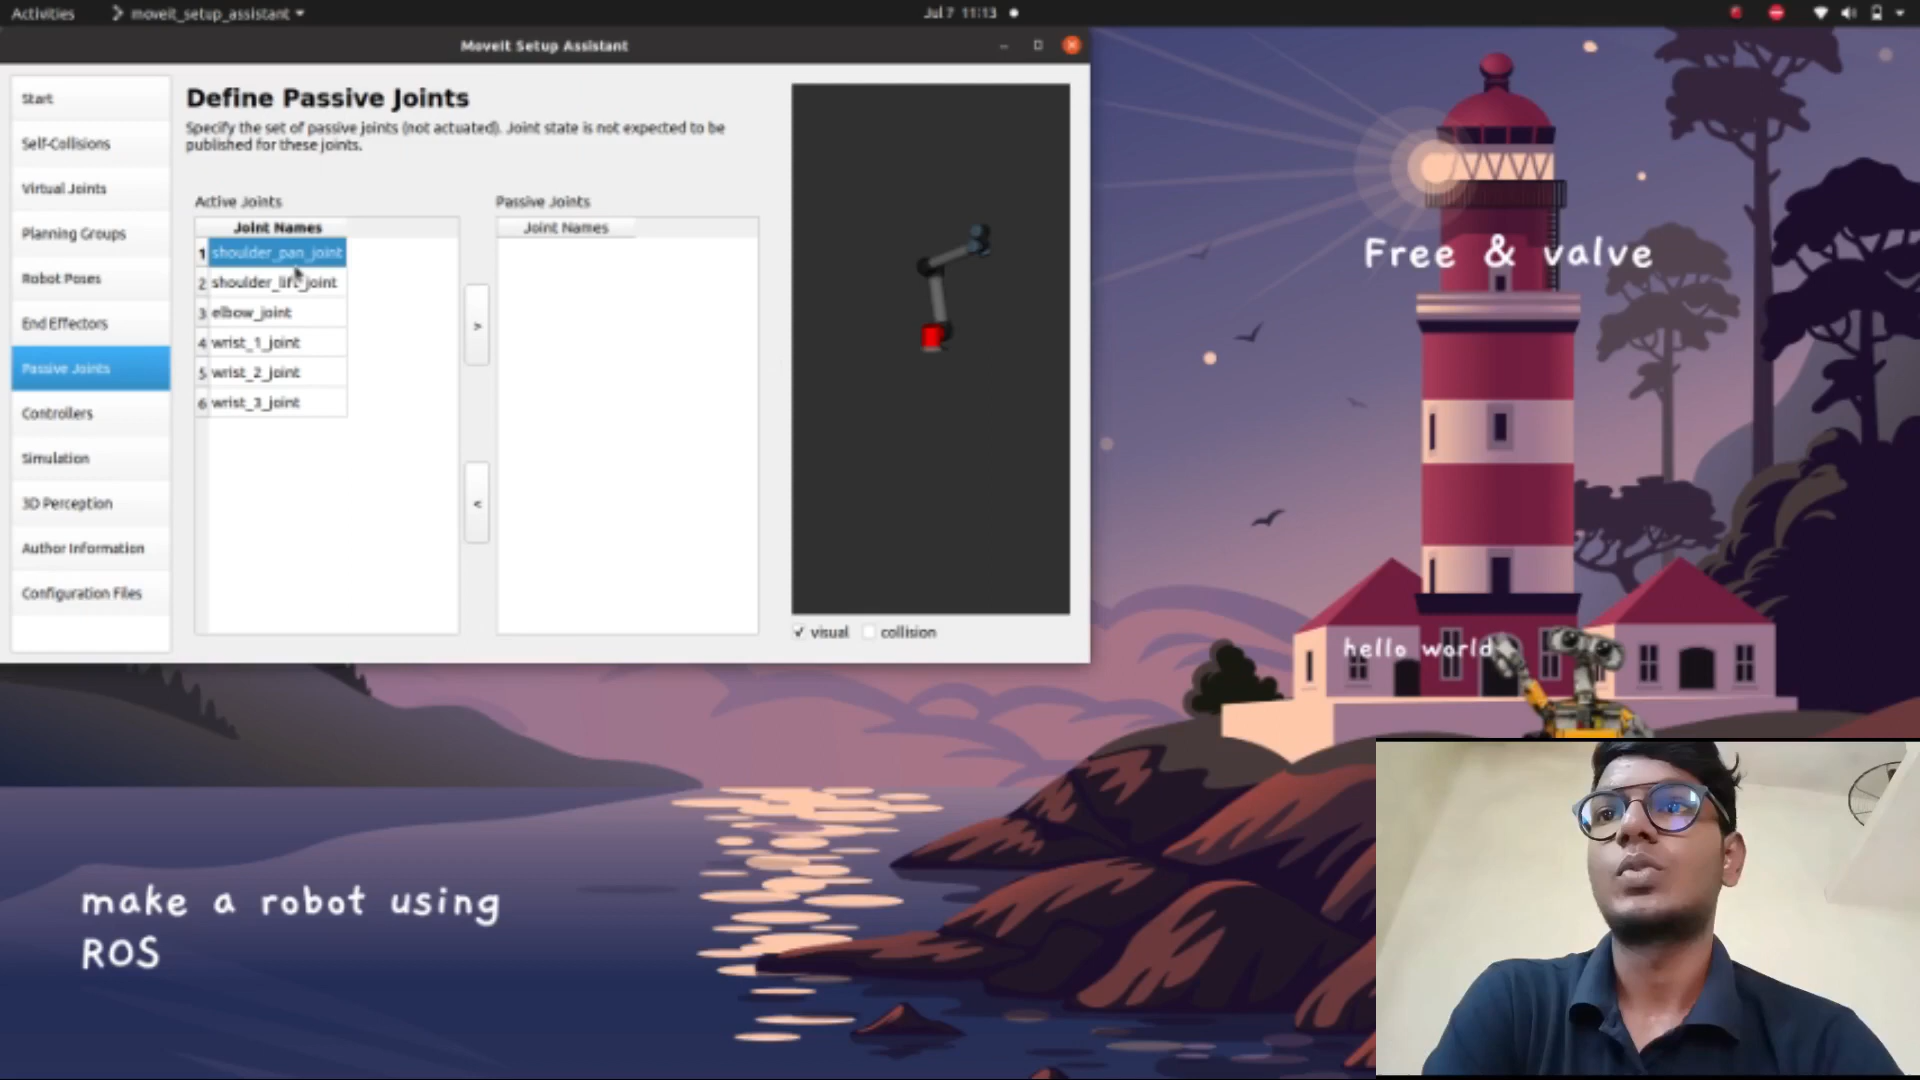 Activities
moveit_setup_assistant
Jul 7 11:13
MoveIt Setup Assistant
Start
Self-Collisions
Virtual Joints
Planning Groups
Robot Poses
End Effectors
Passive Joints
Controllers
Simulation
3D Perception
Author Information
Configuration Files
Define Passive Joints
Specify the set of passive joints (not actuated). Joint state is not expected to be
published for these joints.
Active Joints
Joint Names
1 shoulder_pan_joint
2 shoulder_lift_joint
3 elbow_joint
4 wrist_1_joint
5 wrist_2_joint
6 wrist_3_joint
>
<
Passive Joints
Joint Names
visual
collision
Free & valve
hello world
make a robot using
ROS